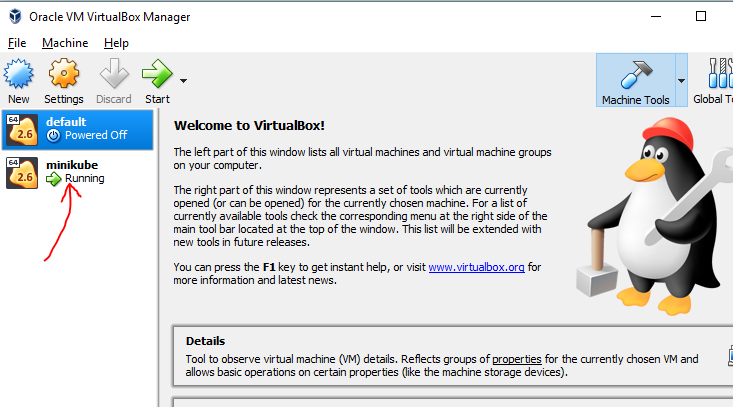 Oracle VM VirtualBox Manager
File Machine Help
New Settings Discard Start
Machine Tools
Global
64
2.6
default
Powered Off
64
2.6
minikube
Running
Welcome to VirtualBox!
The left part of this window lists all virtual machines and virtual machine groups
on your computer.
The right part of this window represents a set of tools which are currently
opened (or can be opened) for the currently chosen machine. For a list of
currently available tools check the corresponding menu at the right side of the
main tool bar located at the top of the window. This list will be extended with
new tools in future releases.
You can press the F1 key to get instant help, or visit www.virtualbox.org for
more information and latest news.
Details
Tool to observe virtual machine (VM) details. Reflects groups of properties for the currently chosen VM and
allows basic operations on certain properties (like the machine storage devices).